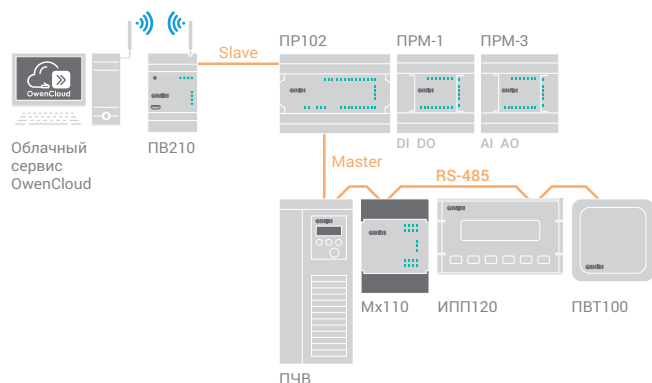 ПР102
ПРМ-1
ПРМ-3
Slave
OwenCloud
DI DO
AI AO
Облачный
сервис
OwenCloud
ПВ210
Master
RS-485
Мх110
ИПП120
ПВТ100
ПЧВ